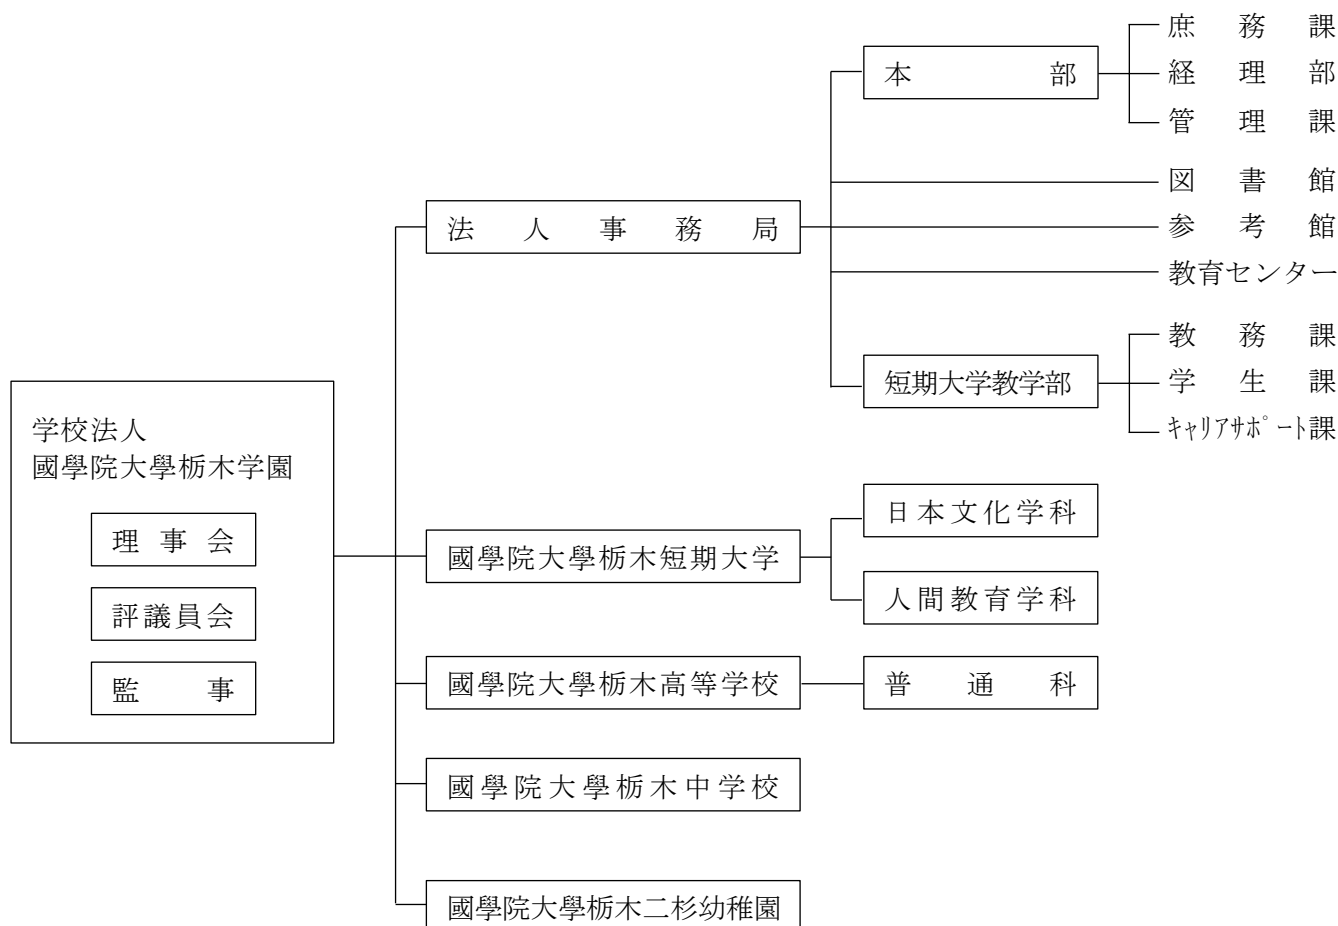 学校法人
國學院大學栃木学園
理事会
評議員会
監事
法人事務局
本部
庶務課
経理部
管理課
図書館
参考館
教育センター
短期大学教学部
教務課
学生課
ｷｬﾘｱｻﾎﾟｰﾄ課
國學院大學栃木短期大学
日本文化学科
人間教育学科
國學院大學栃木高等学校
普通科
國學院大學栃木中学校
國學院大學栃木二杉幼稚園